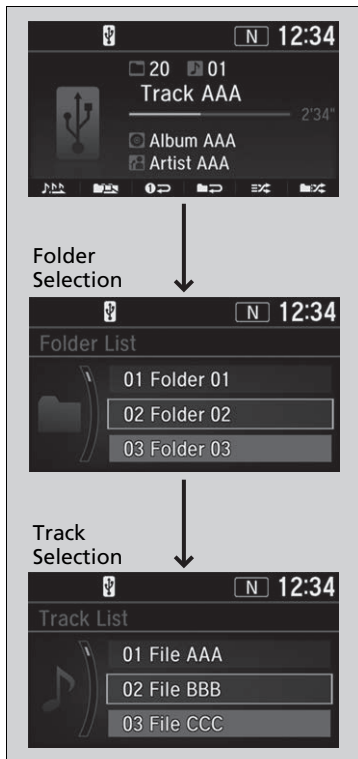 N 12:34
20 01
Track AAA
2'34"
Album AAA
Artist AAA
Folder
Selection
N 12:34
Folder List
01 Folder 01
02 Folder 02
03 Folder 03
Track
Selection
N 12:34
Track List
01 File AAA
02 File BBB
03 File CCC